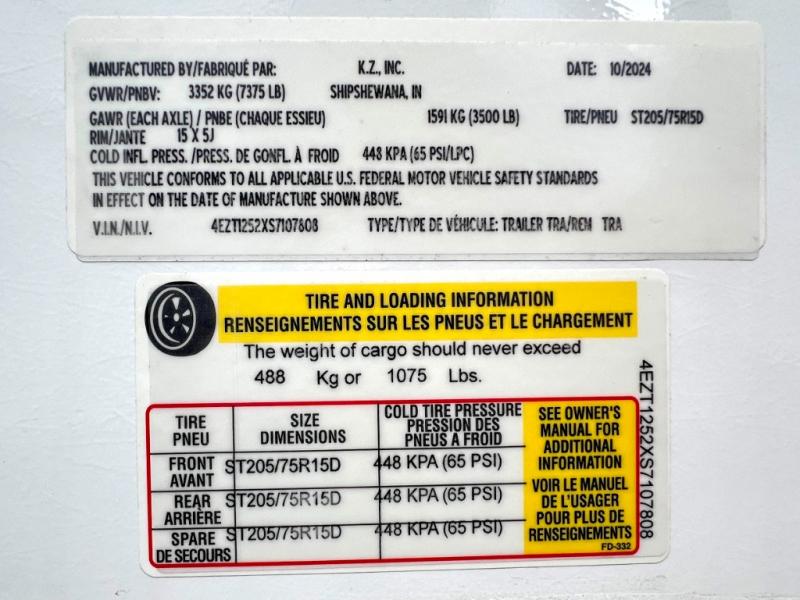 MANUFACTURED BY/FABRIQUÉ PAR: K.Z., INC. DATE: 10/2024
GVWR/PNBV: 3352 KG (7375 LB) SHIPSHEWANA, IN
GAWR (EACH AXLE) / PNBE (CHAQUE ESSIEU) 1591 KG (3500 LB) TIRE/PNEU ST205/75R15D
RIM/JANTE 15 X 5J
COLD INFL. PRESS. /PRESS. DE GONFL. À FROID 448 KPA (65 PSI/LPC)
THIS VEHICLE CONFORMS TO ALL APPLICABLE U.S. FEDERAL MOTOR VEHICLE SAFETY STANDARDS
IN EFFECT ON THE DATE OF MANUFACTURE SHOWN ABOVE.
V.I.N./N.I.V. 4EZT1252XS7107808 TYPE/TYPE DE VÉHICULE: TRAILER TRA/REM TRA
TIRE AND LOADING INFORMATION
RENSEIGNEMENTS SUR LES PNEUS ET LE CHARGEMENT
The weight of cargo should never exceed
488 Kg or 1075 Lbs.
TIRE
PNEU
SIZE
DIMENSIONS
COLD TIRE PRESSURE
PRESSION DES
PNEUS A FROID
FRONT
AVANT
ST205/75R15D 448 KPA (65 PSI)
REAR
ARRIÈRE
ST205/75R15D 448 KPA (65 PSI)
SPARE
DE SECOURS
ST205/75R15D 448 KPA (65 PSI)
SEE OWNER'S
MANUAL FOR
ADDITIONAL
INFORMATION
VOIR LE MANUEL
DE L'USAGER
POUR PLUS DE
RENSEIGNEMENTS
FD-332
4EZT1252XS7107808